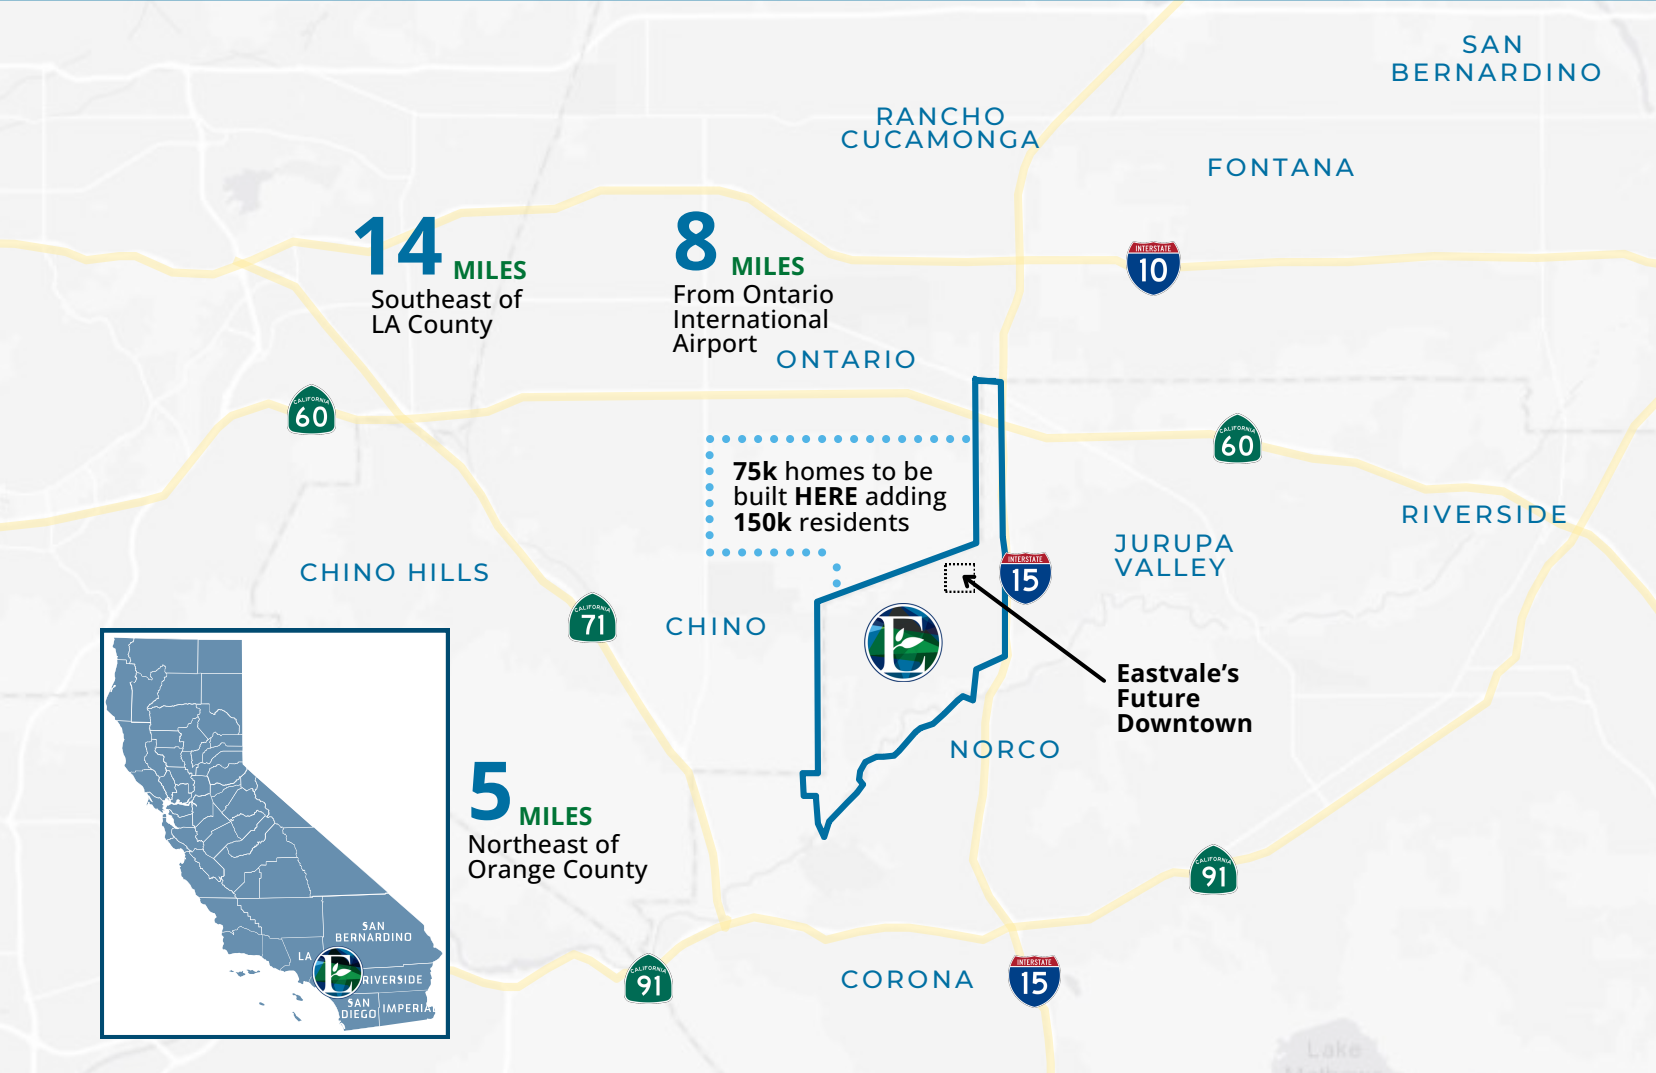 SAN
BERNARDINO
RANCHO
CUCAMONGA
FONTANA
14 MILES
Southeast of
LA County
8 MILES
From Ontario
International
Airport
INTERSTATE
10
ONTARIO
CALIFORNIA
60
CALIFORNIA
60
75k homes to be
built HERE adding
150k residents
RIVERSIDE
JURUPA
VALLEY
INTERSTATE
15
CHINO HILLS
CALIFORNIA
71
CHINO
E
Eastvale’s
Future
Downtown
NORCO
5 MILES
Northeast of
Orange County
CALIFORNIA
91
SAN
BERNARDINO
LA
E
RIVERSIDE
SAN
DIEGO
IMPERIAL
CALIFORNIA
91
CORONA
INTERSTATE
15
Lake